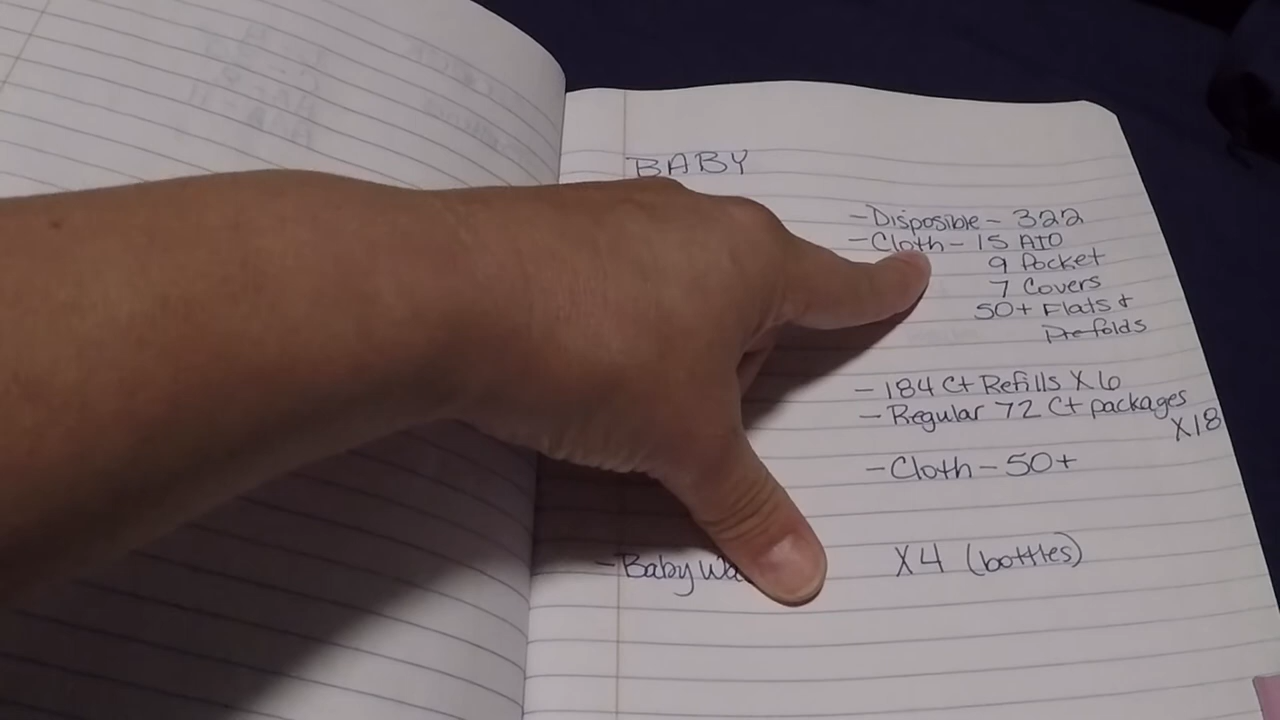 BABY
- Disposible - 322
- Cloth - 15 AIO
9 Pocket
7 Covers
50+ Flats &
Prefolds
- 184 Ct Refills X 6
- Regular 72 Ct packages
X18
- Cloth - 50+
- Baby X4 (bottles)